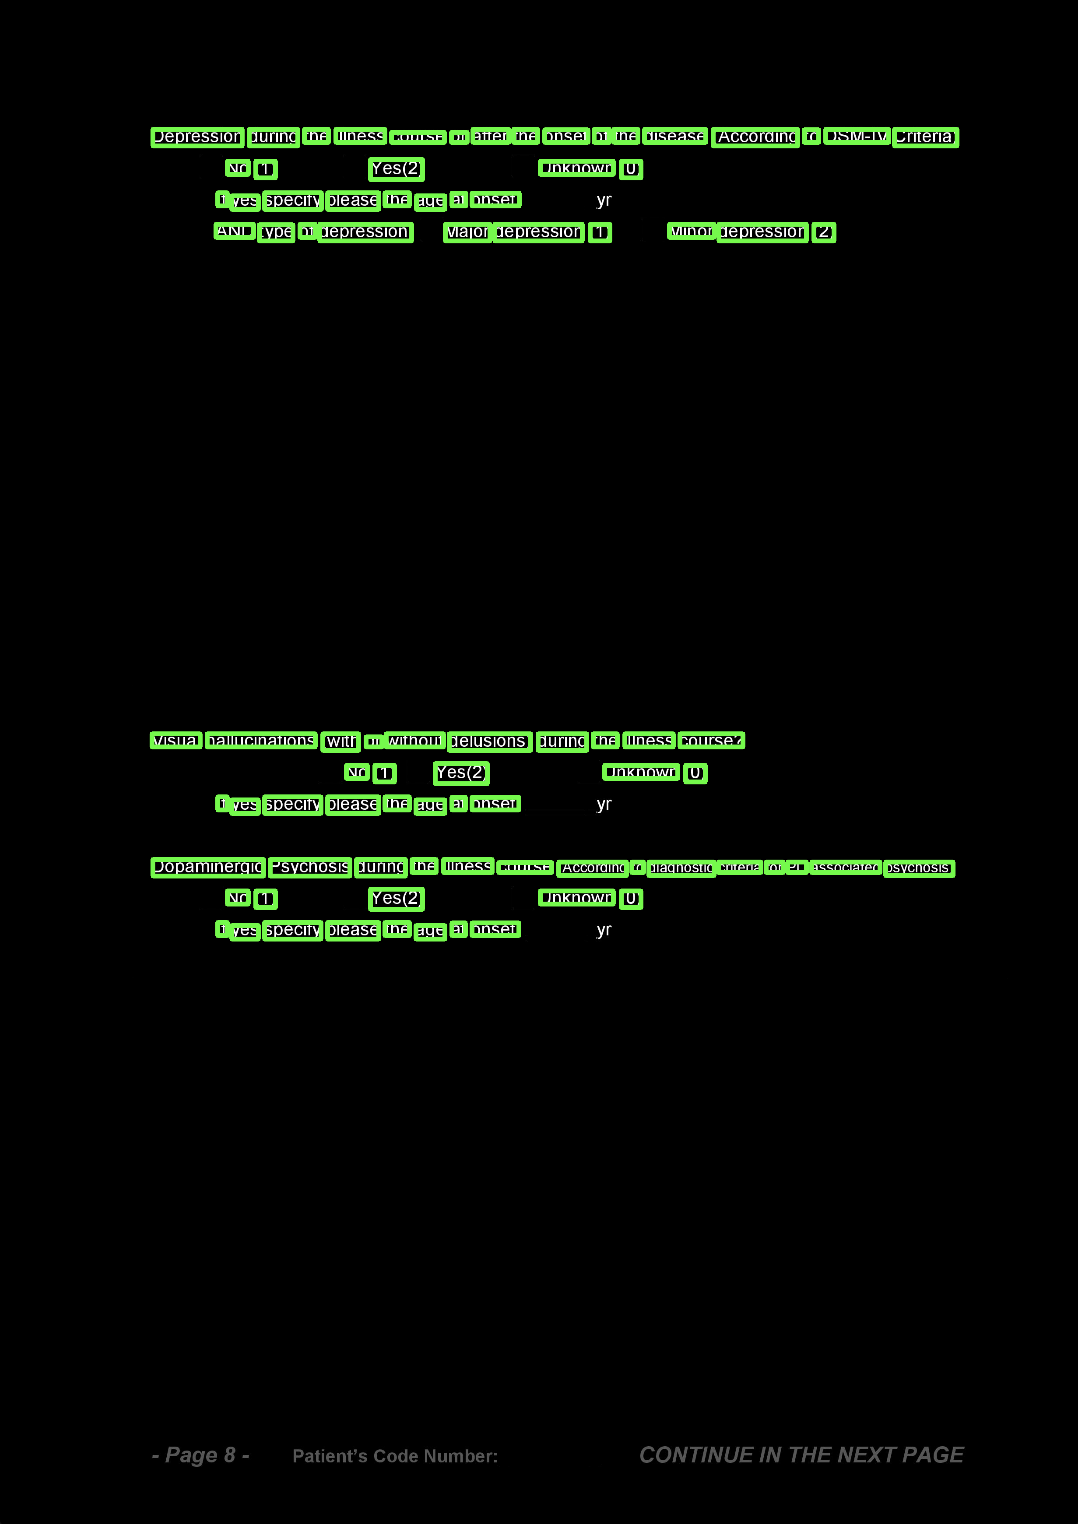 Depression during the illness course or after the onset of the disease (According to DSM-IV Criteria)
No (1) Yes(2) Unknown (0)
If yes specify please the age at onset yr
AND type of depression Major depression (1) Minor depression (2)
Visual hallucinations (with or without delusions) during the illness course?
No (1) Yes(2) Unknown (0)
If yes specify please the age at onset yr
Dopaminergic Psychosis during the illness course (According to diagnostic criteria for PD associated psychosis)
No (1) Yes(2) Unknown (0)
If yes specify please the age at onset yr
- Page 8 - Patient's Code Number: CONTINUE IN THE NEXT PAGE